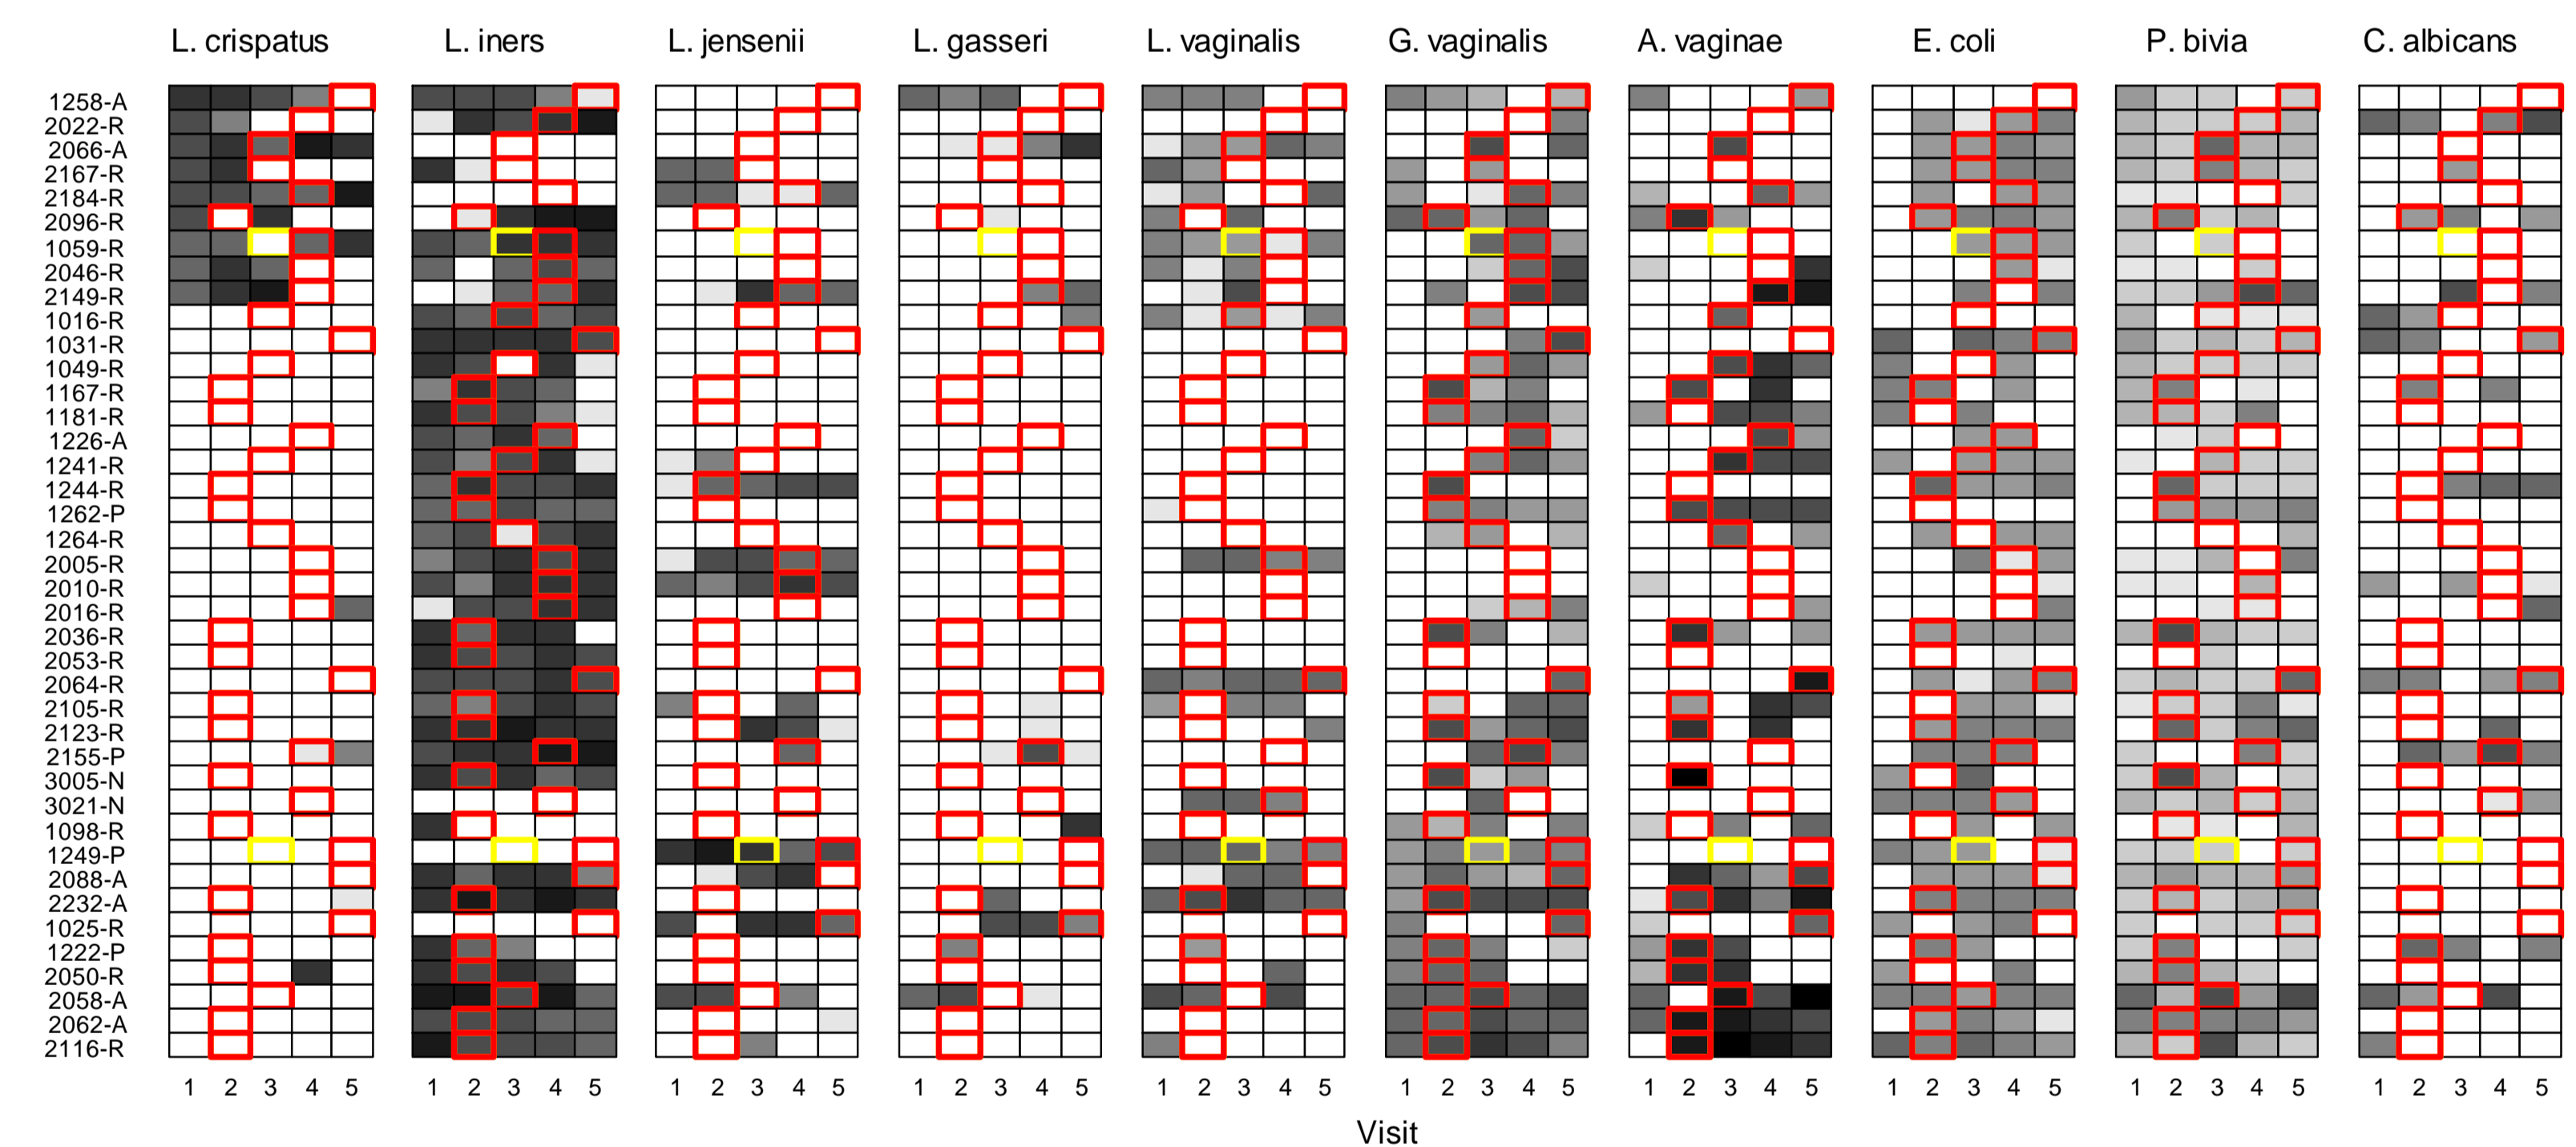 L. crispatus L. iners L. jensenii L. gasseri L. vaginalis G. vaginalis A. vaginae E. coli P. bivia C. albicans
1258-A
2022-R
2066-A
2167-R
2184-R
2096-R
1059-R
2046-R
2149-R
1016-R
1031-R
1049-R
1167-R
1181-R
1226-A
1241-R
1244-R
1262-P
1264-R
2005-R
2010-R
2016-R
2036-R
2053-R
2064-R
2105-R
2123-R
2155-P
3005-N
3021-N
1098-R
1249-P
2088-A
2232-A
1025-R
1222-P
2050-R
2058-A
2062-A
2116-R
1 2 3 4 5 1 2 3 4 5 1 2 3 4 5 1 2 3 4 5 1 2 3 4 5 1 2 3 4 5 1 2 3 4 5 1 2 3 4 5 1 2 3 4 5 1 2 3 4 5
Visit